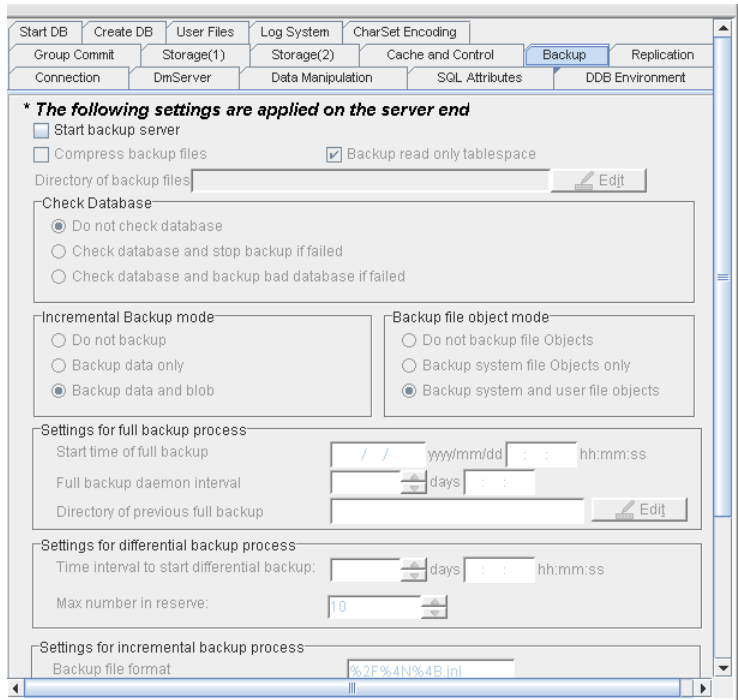 Start DB Create DB User Files Log System CharSet Encoding
Group Commit Storage(1) Storage(2) Cache and Control Backup Replication
Connection DmServer Data Manipulation SQL Attributes DDB Environment
* The following settings are applied on the server end
Start backup server
Compress backup files Backup read only tablespace
Directory of backup files Edit
Check Database
Do not check database
Check database and stop backup if failed
Check database and backup bad database if failed
Incremental Backup mode Backup file object mode
Do not backup Do not backup file Objects
Backup data only Backup system file Objects only
Backup data and blob Backup system and user file objects
Settings for full backup process
Start time of full backup / / yyyy/mm/dd : : hh:mm:ss
Full backup daemon interval days : :
Directory of previous full backup Edit
Settings for differential backup process
Time interval to start differential backup: days : : hh:mm:ss
Max number in reserve: 10
Settings for incremental backup process
Backup file format %2F%4N%4B.jnl